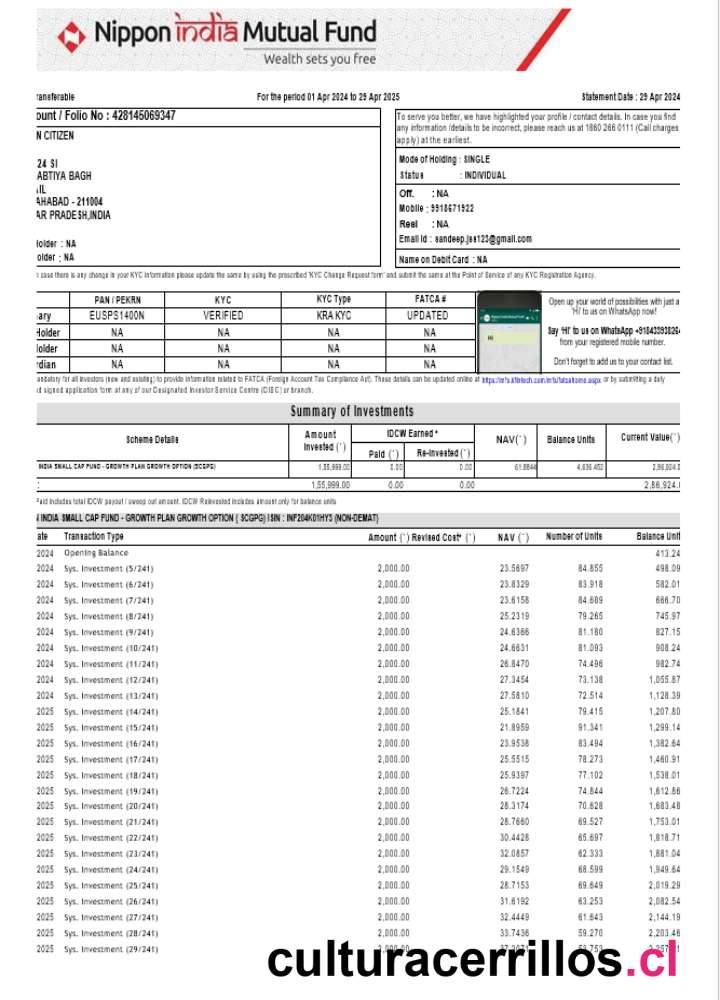 Nippon india Mutual Fund
Wealth sets you free
ransferable For the period 01 Apr 2024 to 25 Apr 2025 Statement Date : 29 Apr 2024
ount / Folio No : 428145069347
N CITIZEN
24 SI
ABTIYA BAGH
IL
AHABAD - 211004
AR PRADESH,INDIA
older : NA
older : NA
To serve you better, we have highlighted your profile / contact details. In case you find
any information /details to be incorrect, please reach us at 1860 266 0111 (Call charges
apply) at the earliest.
Mode of Holding : SINGLE
Status : INDIVIDUAL
Off. : NA
Mobile : 9918671922
Resi : NA
Email Id : sandeep.jss123@gmail.com
Name on Debit Card : NA
n case there is any change in your KYC information please update the same by using the prescribed 'KYC Change Request form' and submit the same at the Point of Service of any KYC Registration Agency.
PAN / PEKRN KYC KYC Type FATCA #
ary EUSPS1400N VERIFIED KRA KYC UPDATED
Holder NA NA NA NA
older NA NA NA NA
rdian NA NA NA NA
Open up your world of possibilities with just a
'Hi' to us on WhatsApp now!
Say 'Hi' to us on WhatsApp +918433938264
from your registered mobile number.
Don't forget to add us to your contact list.
andatory for all investors (new and existing) to provide information related to FATCA (Foreign Account Tax Compliance Act). These details can be updated online at or by submitting a duly
d signed application form at any of our Designated Investor Service Centre (DISC) or branch.
Summary of Investments
Scheme Details Amount Invested (`) IDCW Earned * Paid (`) Re-Invested (`) NAV(`) Balance Units Current Value(`)
INDIA SMALL CAP FUND - GROWTH PLAN GROWTH OPTION (SCGPG) 1,55,999.00 0.00 0.00 61.8844 4,636.452 2,86,924.
: 1,55,999.00 0.00 0.00 2,86,924.
Paid includes total IDCW payout / sweep out amount. IDCW Reinvested includes amount only for balance units
INDIA SMALL CAP FUND - GROWTH PLAN GROWTH OPTION ( SCGPG) ISIN : INF204K01HY3 (NON-DEMAT)
ate Transaction Type Amount (`) Revised Cost* (`) NAV (`) Number of Units Balance Unit
2024 Opening Balance 413.24
2024 Sys. Investment (5/241) 2,000.00 23.5697 84.855 498.09
2024 Sys. Investment (6/241) 2,000.00 23.8329 83.918 582.01
2024 Sys. Investment (7/241) 2,000.00 23.6158 84.689 666.70
2024 Sys. Investment (8/241) 2,000.00 25.2319 79.265 745.97
2024 Sys. Investment (9/241) 2,000.00 24.6366 81.180 827.15
2024 Sys. Investment (10/241) 2,000.00 24.6631 81.093 908.24
2024 Sys. Investment (11/241) 2,000.00 26.8470 74.496 982.74
2024 Sys. Investment (12/241) 2,000.00 27.3454 73.138 1,055.87
2024 Sys. Investment (13/241) 2,000.00 27.5810 72.514 1,128.39
2025 Sys. Investment (14/241) 2,000.00 25.1841 79.415 1,207.80
2025 Sys. Investment (15/241) 2,000.00 21.8959 91.341 1,299.14
2025 Sys. Investment (16/241) 2,000.00 23.9538 83.494 1,382.64
2025 Sys. Investment (17/241) 2,000.00 25.5515 78.273 1,460.91
2025 Sys. Investment (18/241) 2,000.00 25.9397 77.102 1,538.01
2025 Sys. Investment (19/241) 2,000.00 26.7224 74.844 1,612.86
2025 Sys. Investment (20/241) 2,000.00 28.3174 70.628 1,683.48
2025 Sys. Investment (21/241) 2,000.00 28.7660 69.527 1,753.01
2025 Sys. Investment (22/241) 2,000.00 30.4428 65.697 1,818.71
2025 Sys. Investment (23/241) 2,000.00 32.0857 62.333 1,881.04
2025 Sys. Investment (24/241) 2,000.00 29.1549 68.599 1,949.64
2025 Sys. Investment (25/241) 2,000.00 28.7153 69.649 2,019.29
2025 Sys. Investment (26/241) 2,000.00 31.6192 63.253 2,082.54
2025 Sys. Investment (27/241) 2,000.00 32.4449 61.643 2,144.19
2025 Sys. Investment (28/241) 2,000.00 33.7436 59.270 2,203.46
2025 Sys. Investment (29/241)
culturacerrillos.cl